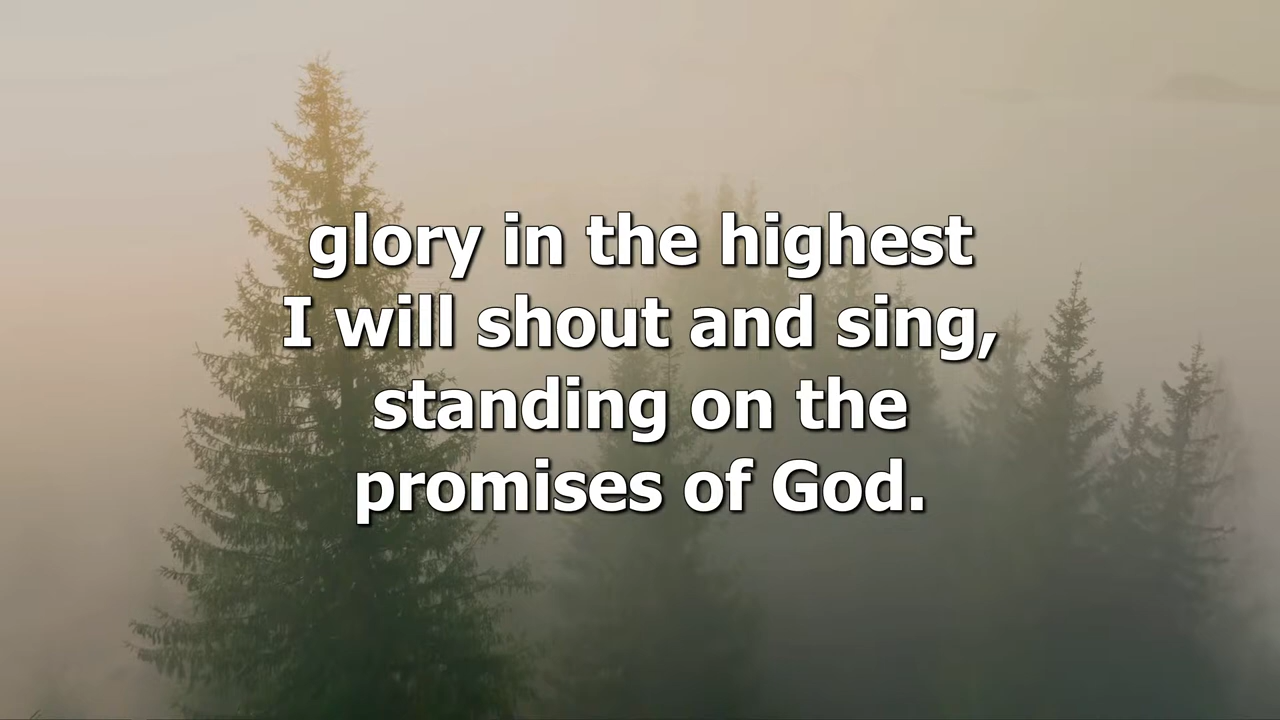 glory in the highest
I will shout and sing,
standing on the
promises of God.